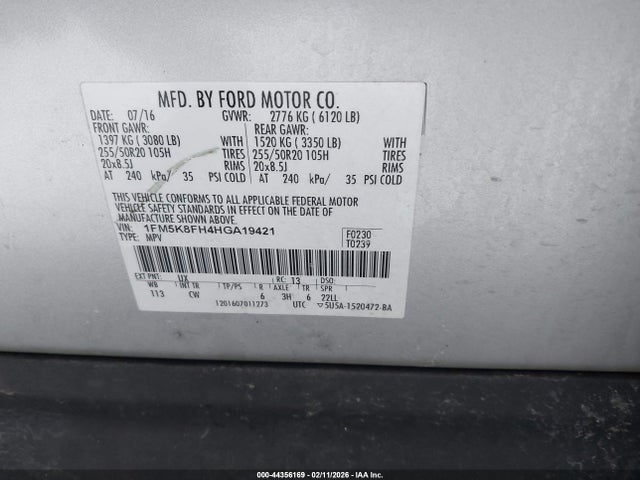 MFD. BY FORD MOTOR CO.
DATE: 07/16 GVWR: 2776 KG ( 6120 LB)
FRONT GAWR: REAR GAWR:
1397 KG ( 3080 LB) WITH 1520 KG ( 3350 LB) WITH
255/50R20 105H TIRES 255/50R20 105H TIRES
20x8.5J RIMS 20x8.5J RIMS
AT 240 kPa/ 35 PSI COLD AT 240 kPa/ 35 PSI COLD
THIS VEHICLE CONFORMS TO ALL APPLICABLE FEDERAL MOTOR
VEHICLE SAFETY STANDARDS IN EFFECT ON THE DATE OF
MANUFACTURE SHOWN ABOVE.
VIN: 1FM5K8FH4HGA19421 F0230
TYPE: MPV T0239
EXT PNT: UX RC: 13 DSO:
WB INT TR TP/PS R AXLE TR SPR
113 CW 6 3H 6 22LL
1201607011273 UTC ▽5U5A-1520472-BA
000-44356169 - 02/11/2026 - IAA Inc.